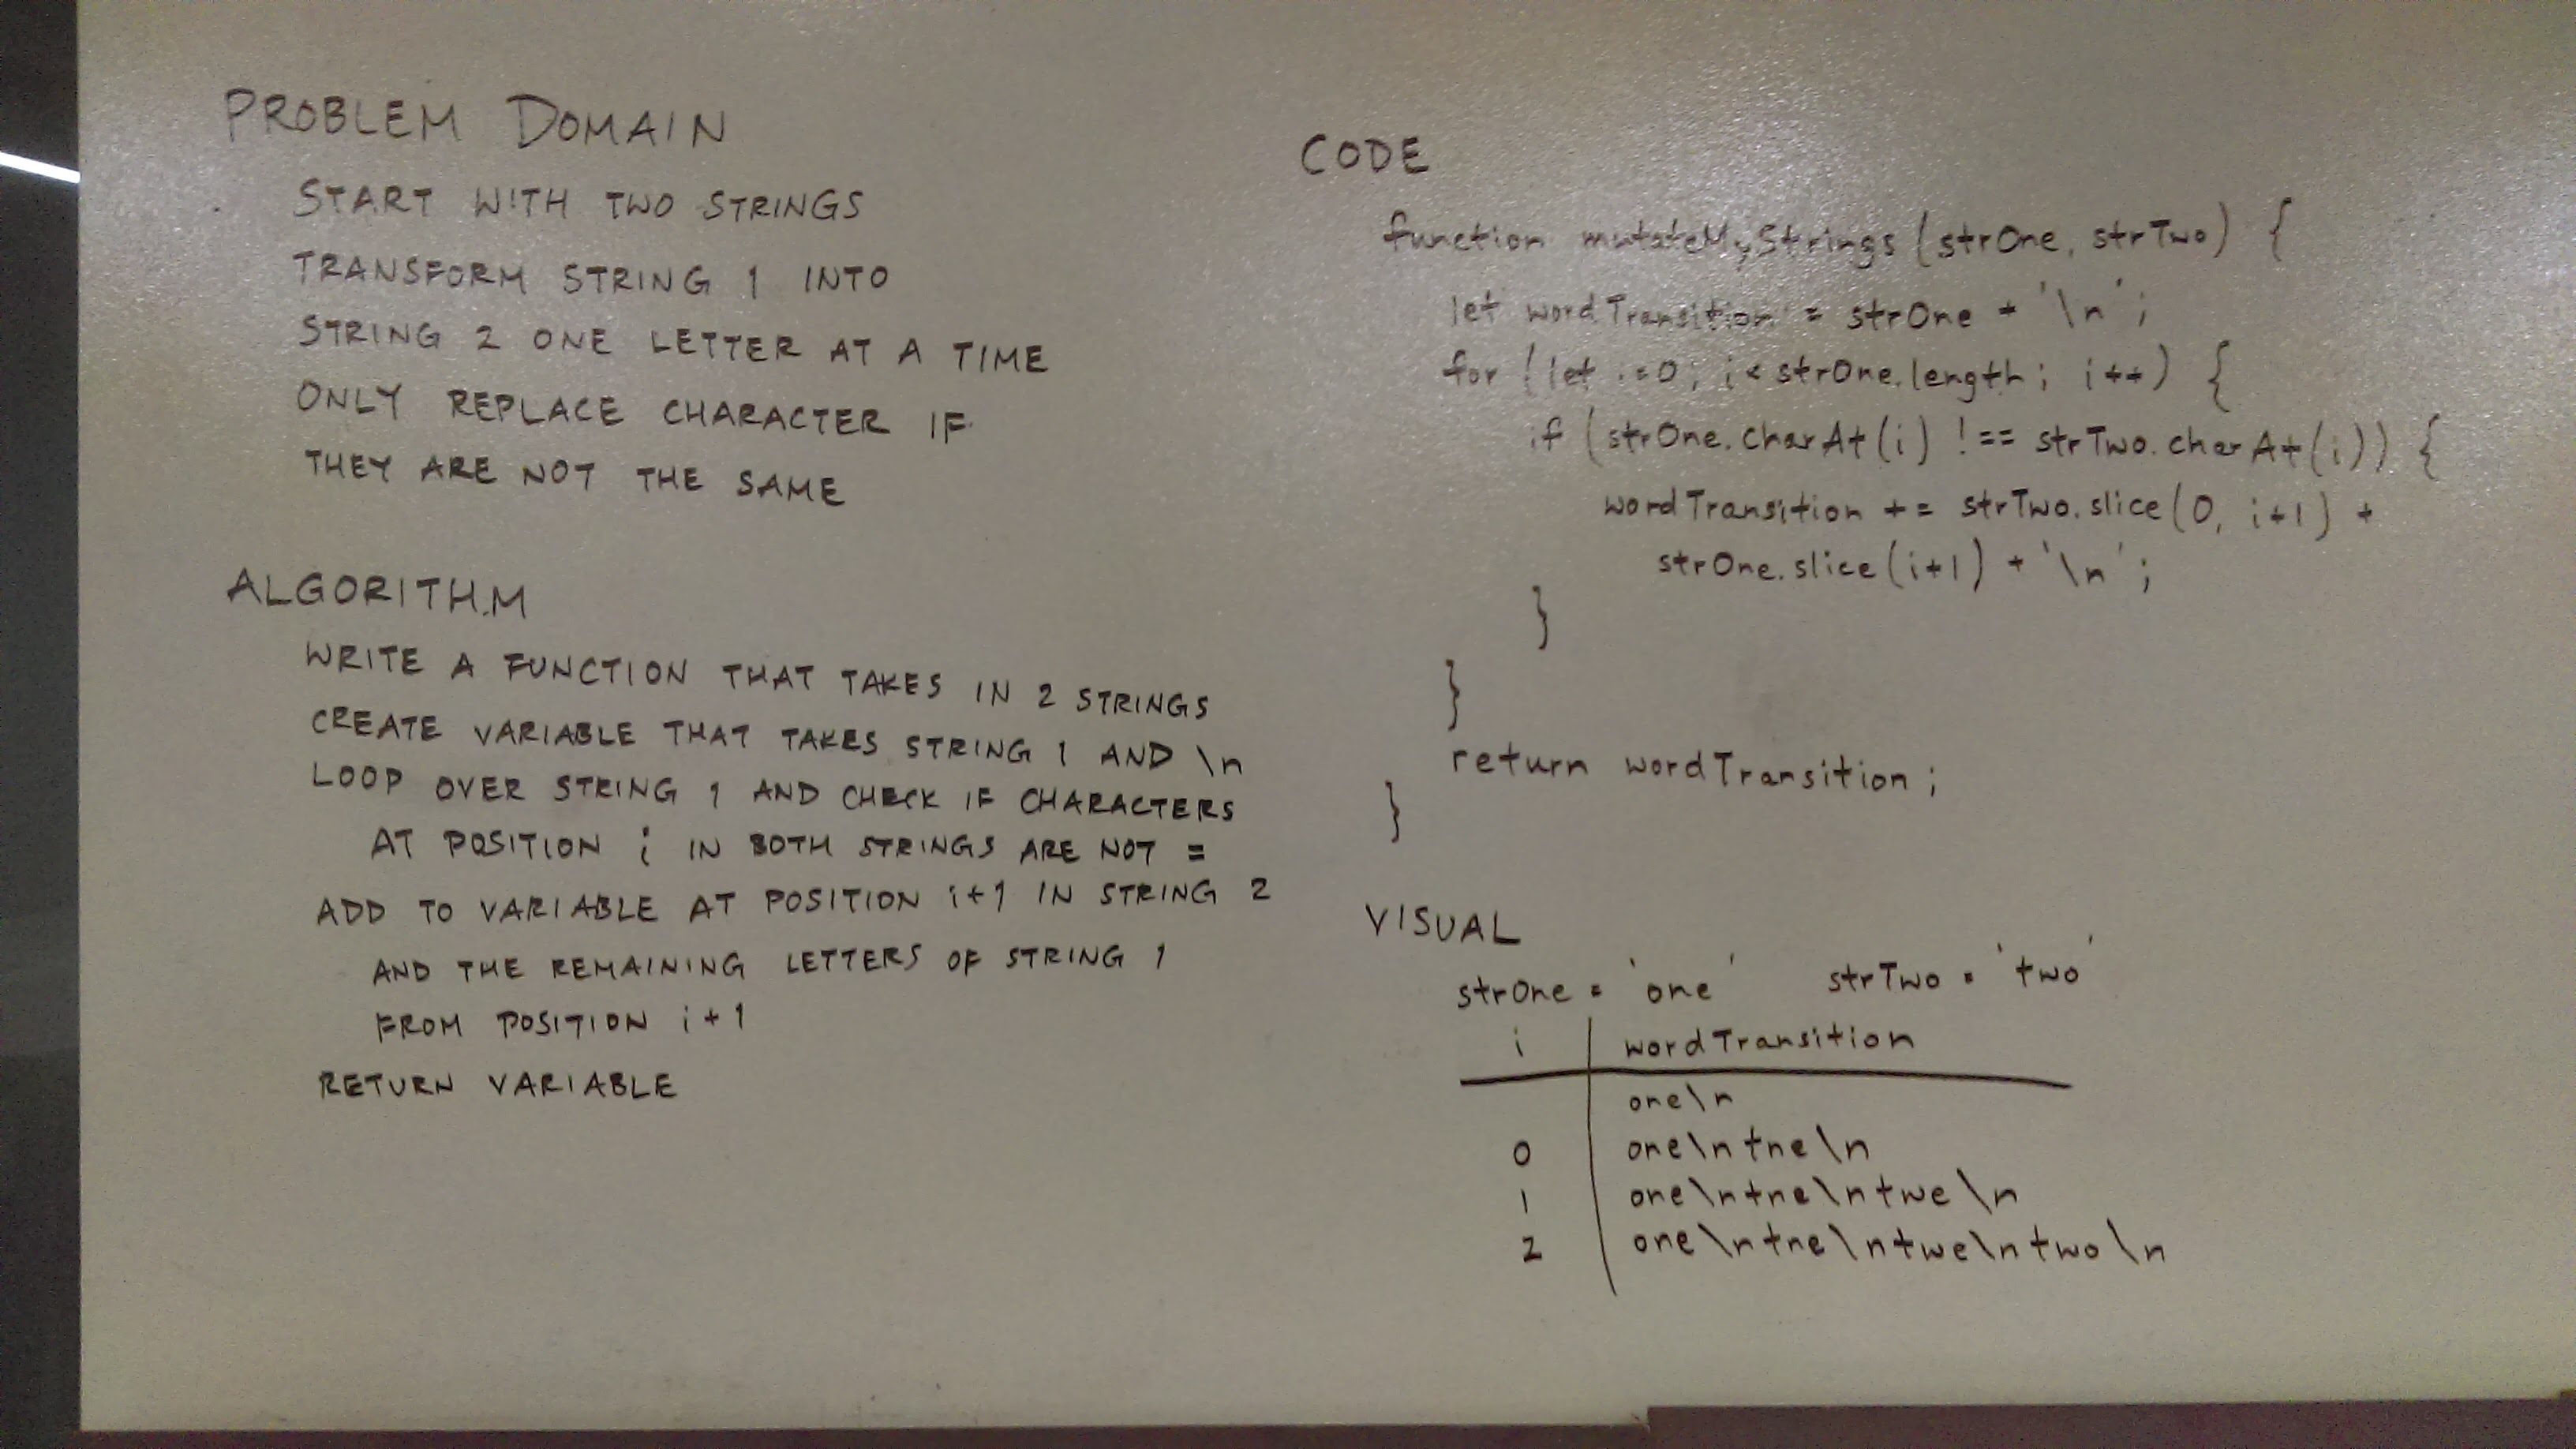 PROBLEM DOMAIN
START WITH TWO STRINGS
TRANSFORM STRING 1 INTO
STRING 2 ONE LETTER AT A TIME
ONLY REPLACE CHARACTER IF
THEY ARE NOT THE SAME
ALGORITHM
WRITE A FUNCTION THAT TAKES IN 2 STRINGS
CREATE VARIABLE THAT TAKES STRING 1 AND \n
LOOP OVER STRING 1 AND CHECK IF CHARACTERS
AT POSITION i IN BOTH STRINGS ARE NOT =
ADD TO VARIABLE AT POSITION i+1 IN STRING 2
AND THE REMAINING LETTERS OF STRING 1
FROM POSITION i+1
RETURN VARIABLE
CODE
function mutateMyStrings (strOne, strTwo) {
let wordTransition = strOne + '\n';
for (let i=0; i < strOne.length; i++) {
if (strOne.charAt(i) !== strTwo.charAt(i)) {
wordTransition += strTwo.slice(0, i+1) +
strOne.slice(i+1) + '\n';
}
}
return wordTransition;
}
VISUAL
strOne = 'one' strTwo = 'two'
i wordTransition
one\n
0 one\ntne\n
1 one\ntne\ntwe\n
2 one\ntne\ntwe\ntwo\n